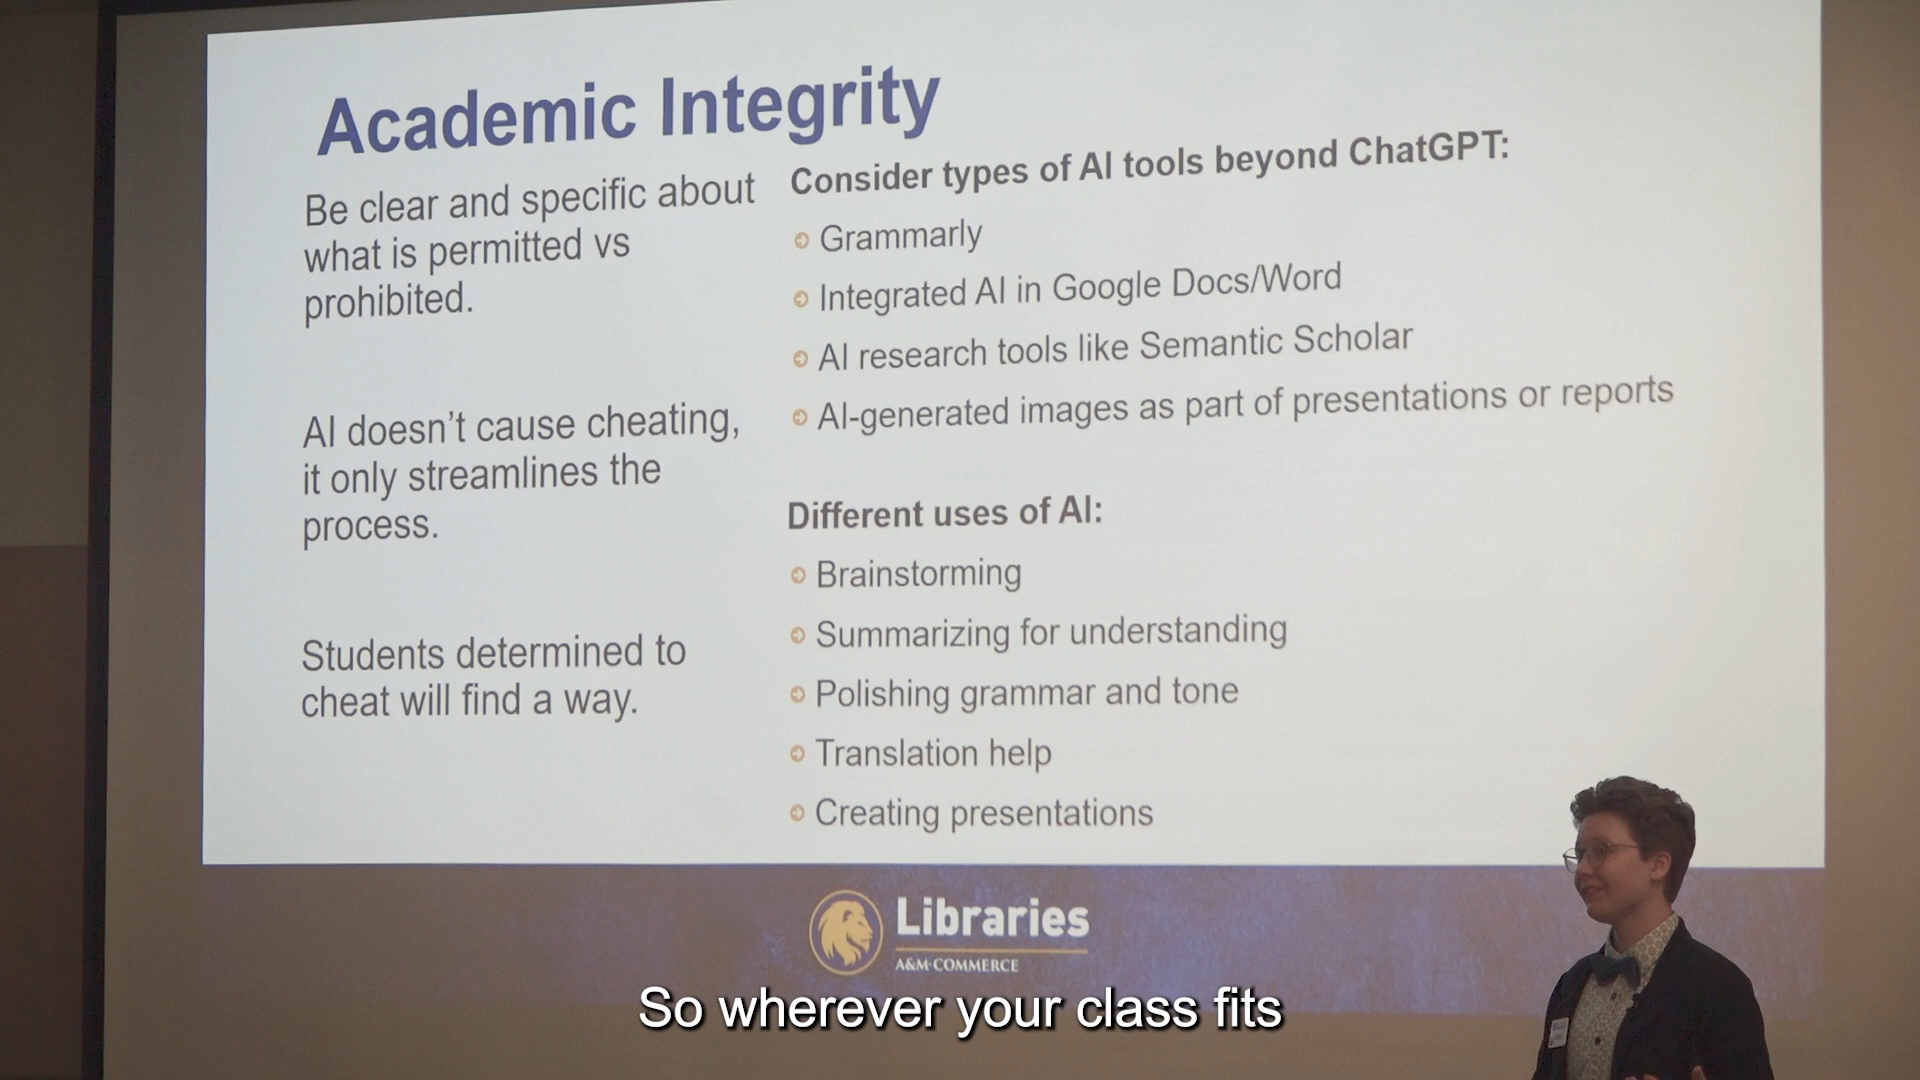 Academic Integrity
Be clear and specific about
what is permitted vs
prohibited.
AI doesn’t cause cheating,
it only streamlines the
process.
Students determined to
cheat will find a way.
Consider types of AI tools beyond ChatGPT:
Grammarly
Integrated AI in Google Docs/Word
AI research tools like Semantic Scholar
AI-generated images as part of presentations or reports
Different uses of AI:
Brainstorming
Summarizing for understanding
Polishing grammar and tone
Translation help
Creating presentations
Libraries
A&M-COMMERCE
So wherever your class fits